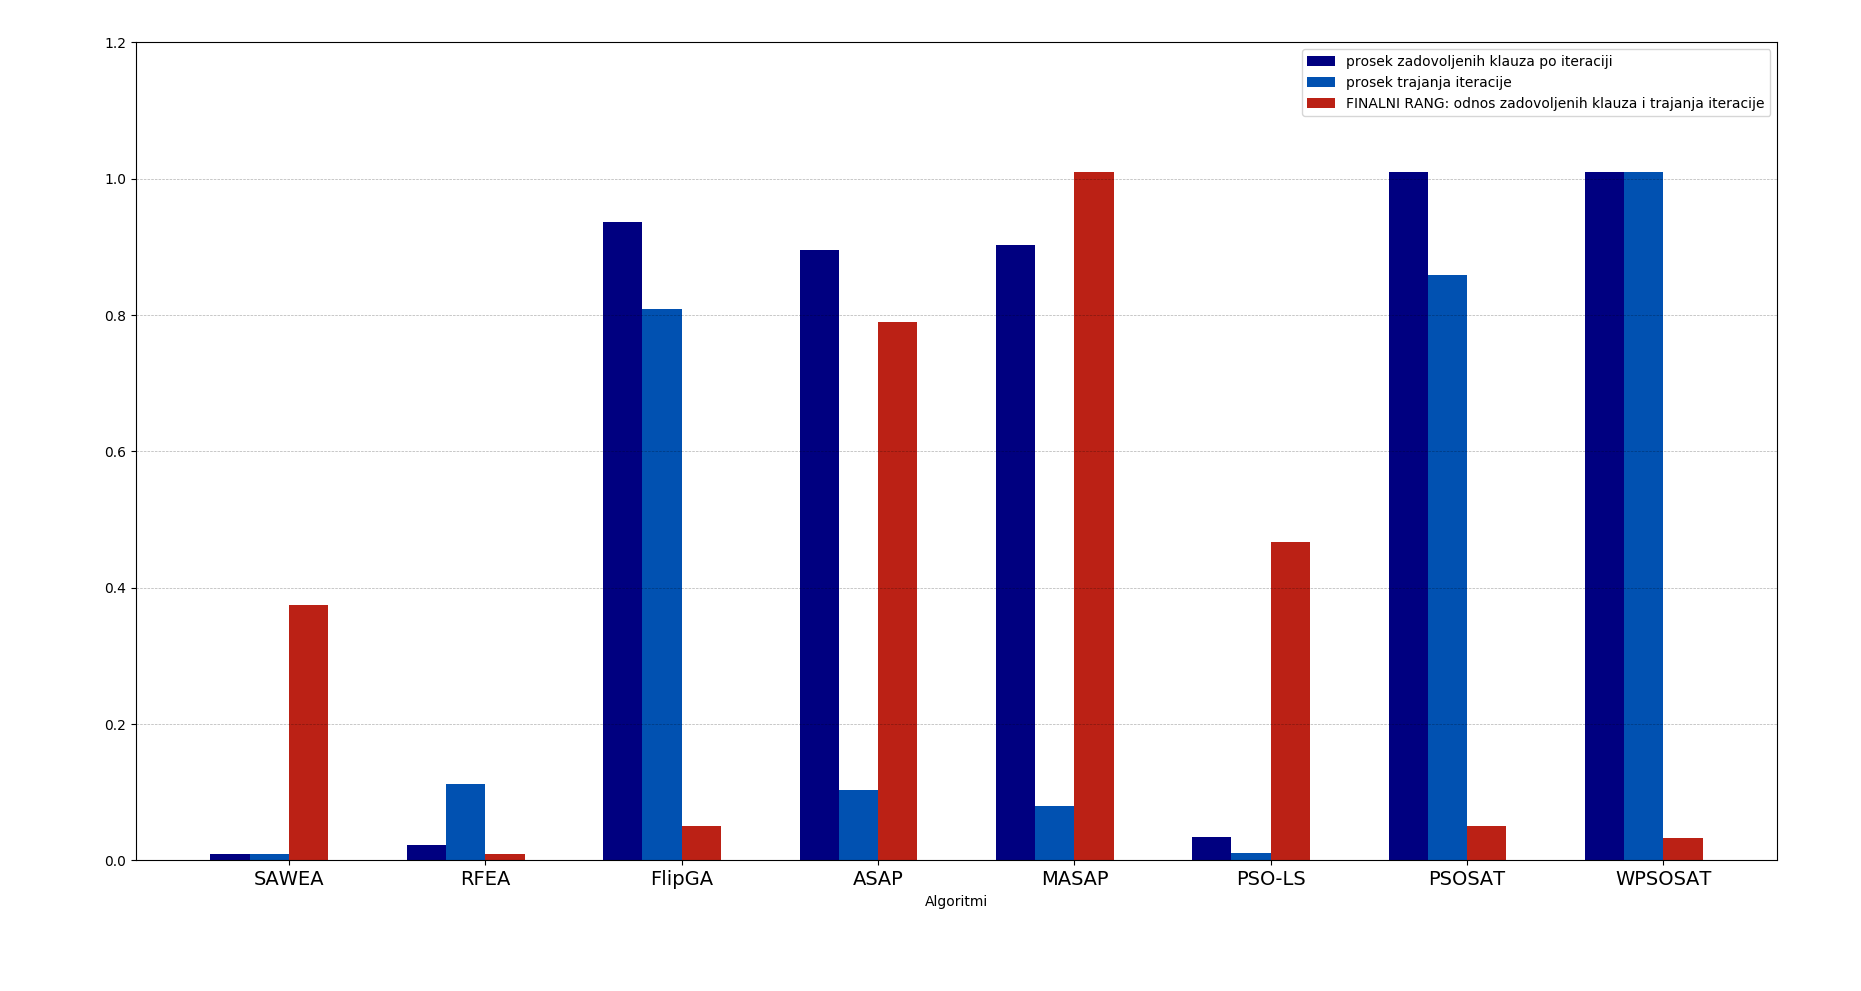 1.2
1.0
0.8
0.6
0.4
0.2
0.0
prosek zadovoljenih klauza po iteraciji
prosek trajanja iteracije
FINALNI RANG: odnos zadovoljenih klauza i trajanja iteracije
SAWEA RFEA FlipGA ASAP MASAP PSO-LS PSOSAT WPSOSAT
Algoritmi